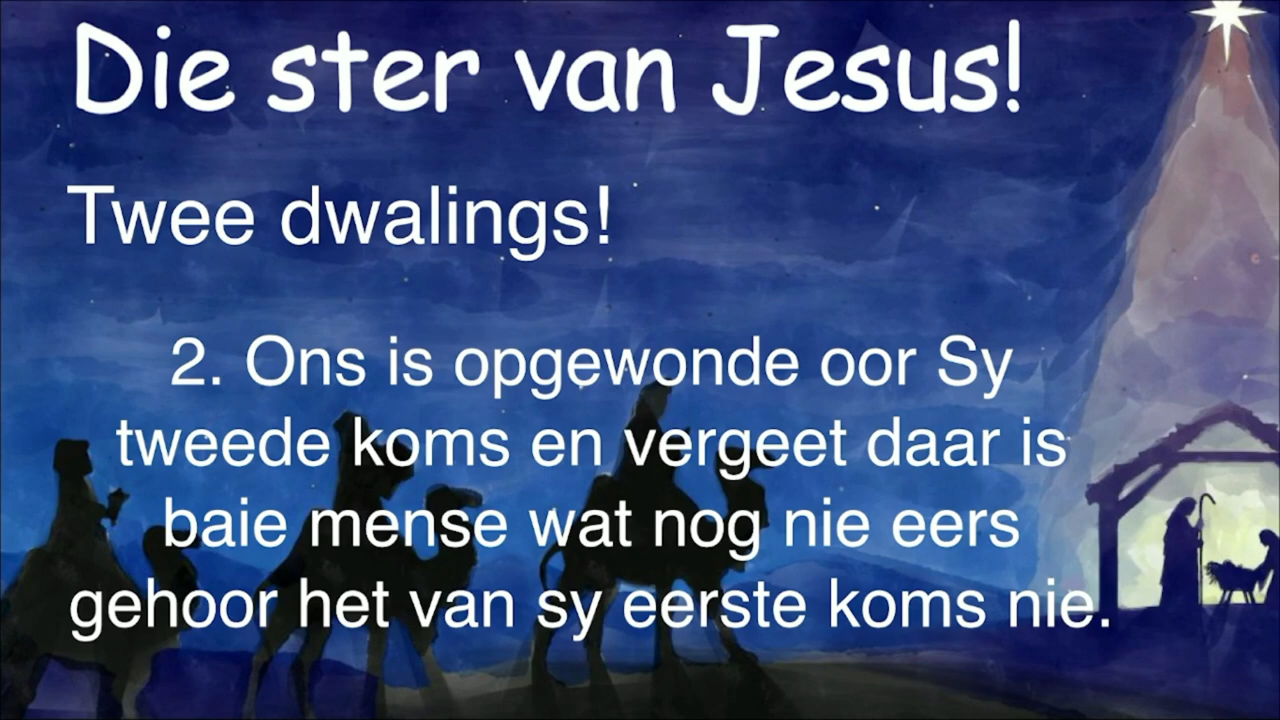 Die ster van Jesus!
Twee dwalings!
2. Ons is opgewonde oor Sy
tweede koms en vergeet daar is
baie mense wat nog nie eers
gehoor het van sy eerste koms nie.